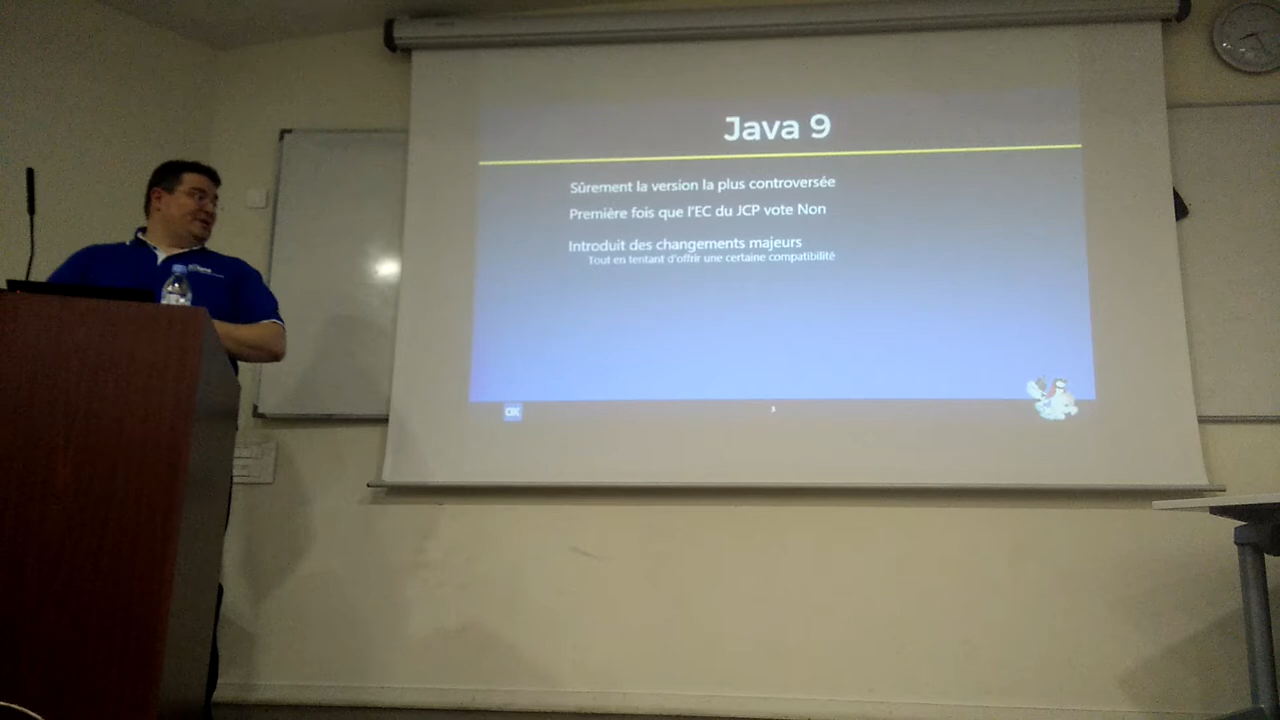 Java 9
Sûrement la version la plus controversée
Première fois que l'EC du JCP vote Non
Introduit des changements majeurs
Tout en tentant d'offrir une certaine compatibilité
3